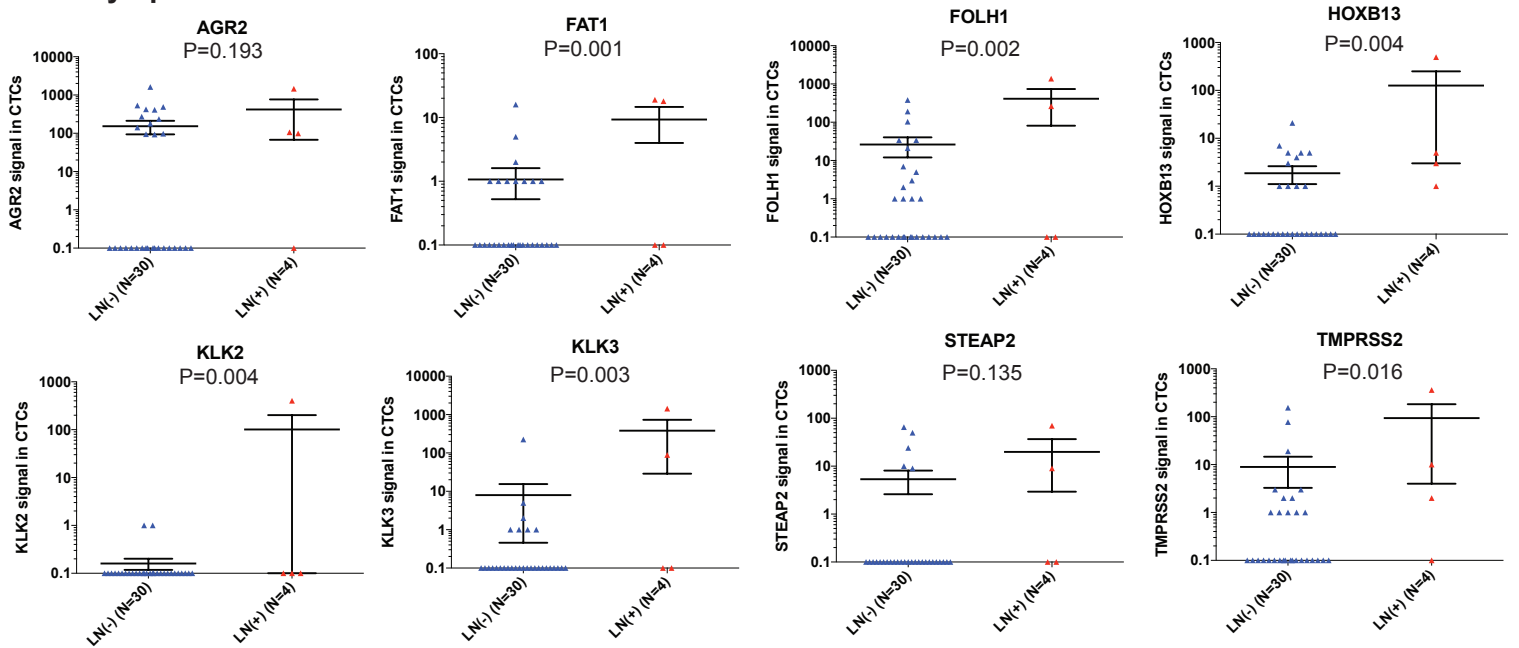 AGR2
P=0.193
AGR2 signal in CTCs
10000
1000
100
10
1
0.1
LN(-) (N=30)
LN(+) (N=4)
FAT1
P=0.001
FAT1 signal in CTCs
100
10
1
0.1
LN(-) (N=30)
LN(+) (N=4)
FOLH1
P=0.002
FOLH1 signal in CTCs
10000
1000
100
10
1
0.1
LN(-) (N=30)
LN(+) (N=4)
HOXB13
P=0.004
HOXB13 signal in CTCs
1000
100
10
1
0.1
LN(-) (N=30)
LN(+) (N=4)
KLK2
P=0.004
KLK2 signal in CTCs
1000
100
10
1
0.1
LN(-) (N=30)
LN(+) (N=4)
KLK3
P=0.003
KLK3 signal in CTCs
10000
1000
100
10
1
0.1
LN(-) (N=30)
LN(+) (N=4)
STEAP2
P=0.135
STEAP2 signal in CTCs
1000
100
10
1
0.1
LN(-) (N=30)
LN(+) (N=4)
TMPRSS2
P=0.016
TMPRSS2 signal in CTCs
1000
100
10
1
0.1
LN(-) (N=30)
LN(+) (N=4)